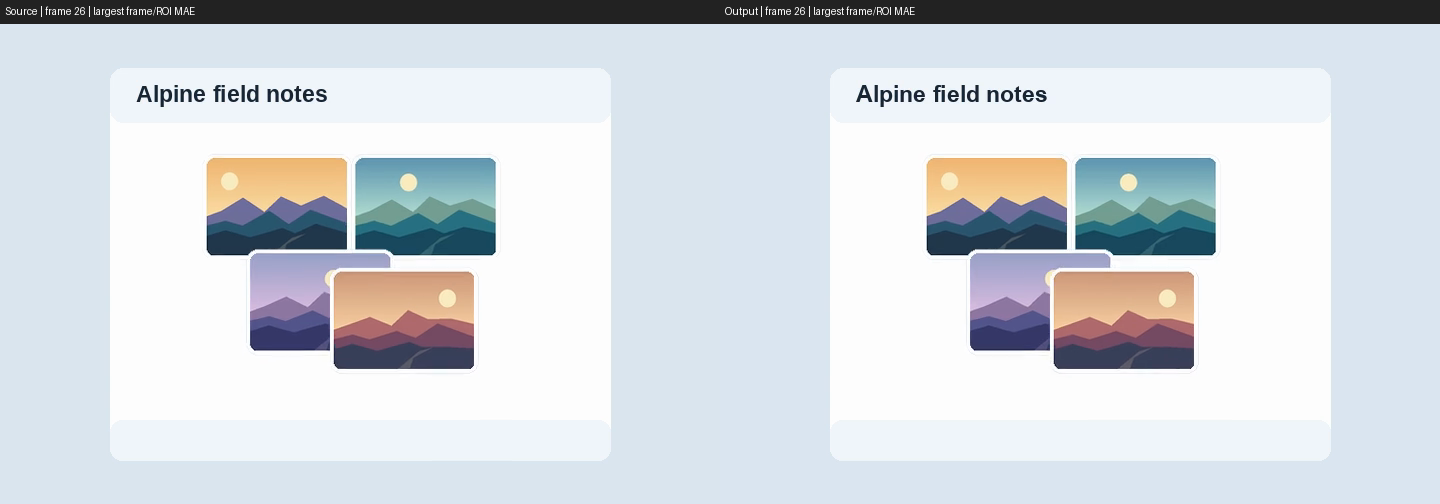 Source | frame 26 | largest frame/ROI MAE
Output | frame 26 | largest frame/ROI MAE
Alpine field notes
Alpine field notes